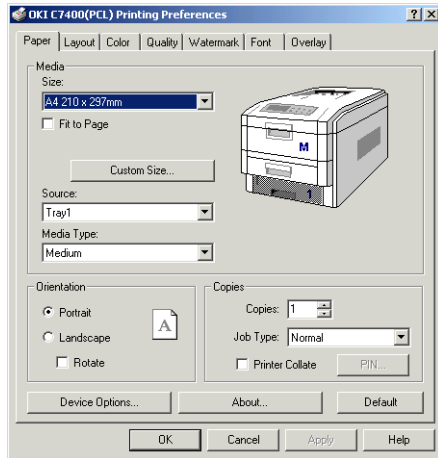 OKI C7400(PCL) Printing Preferences
Paper Layout Color Quality Watermark Font Overlay
Media
Size:
A4 210 x 297mm
Fit to Page
M
Custom Size...
1
Source:
Tray1
Media Type:
Medium
Orientation Copies
Portrait Copies: 1
A
Landscape Job Type: Normal
Rotate Printer Collate PIN...
Device Options... About... Default
OK Cancel Apply Help